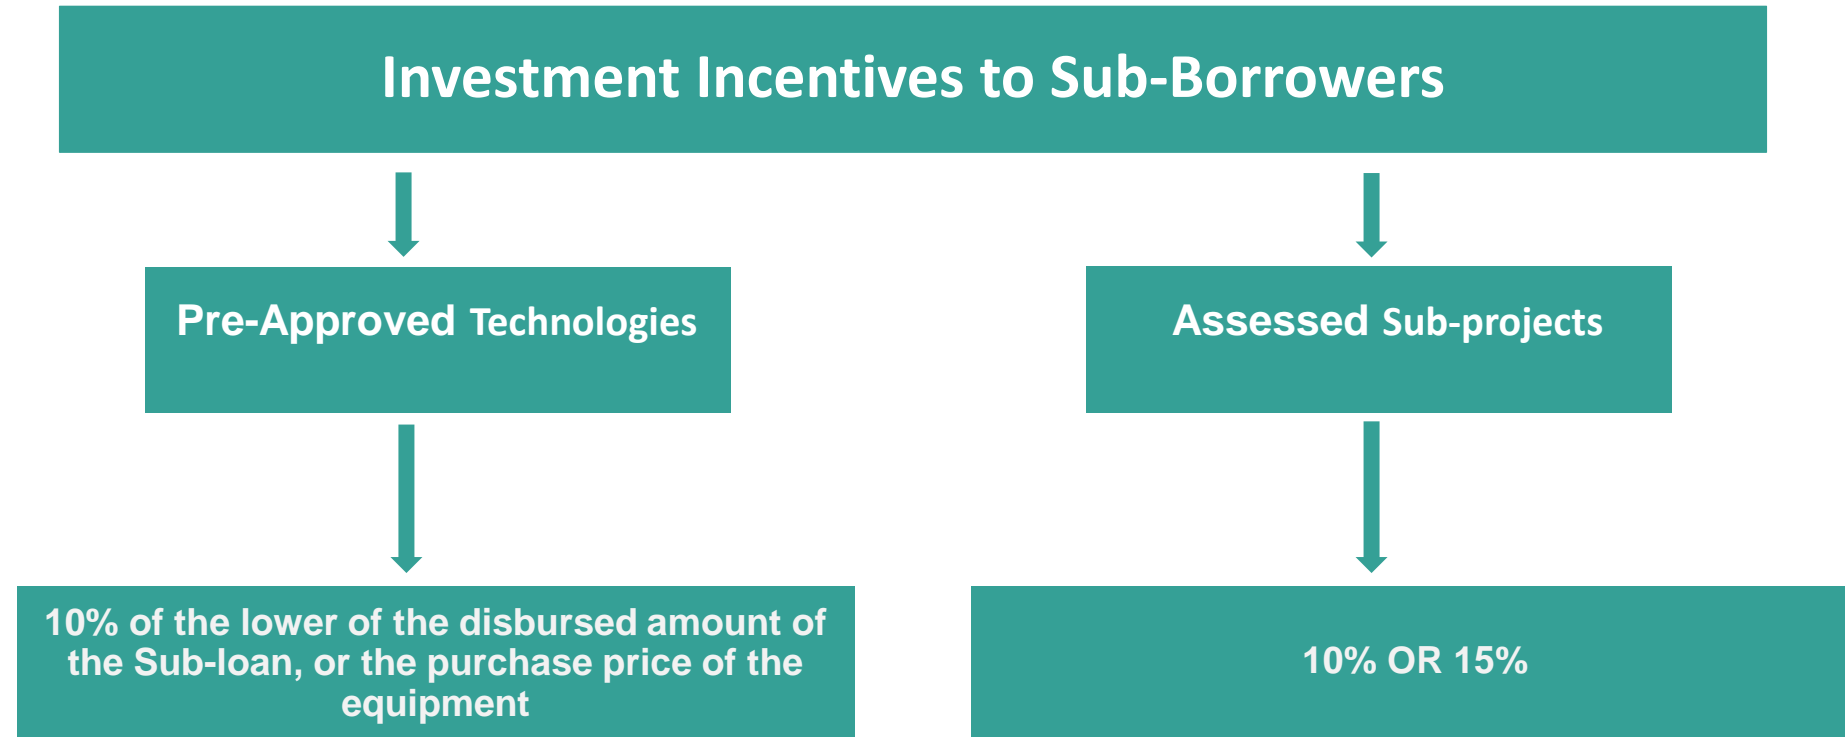 Investment Incentives to Sub-Borrowers
Pre-Approved Technologies
Assessed Sub-projects
10% of the lower of the disbursed amount of
the Sub-loan, or the purchase price of the
equipment
10% OR 15%